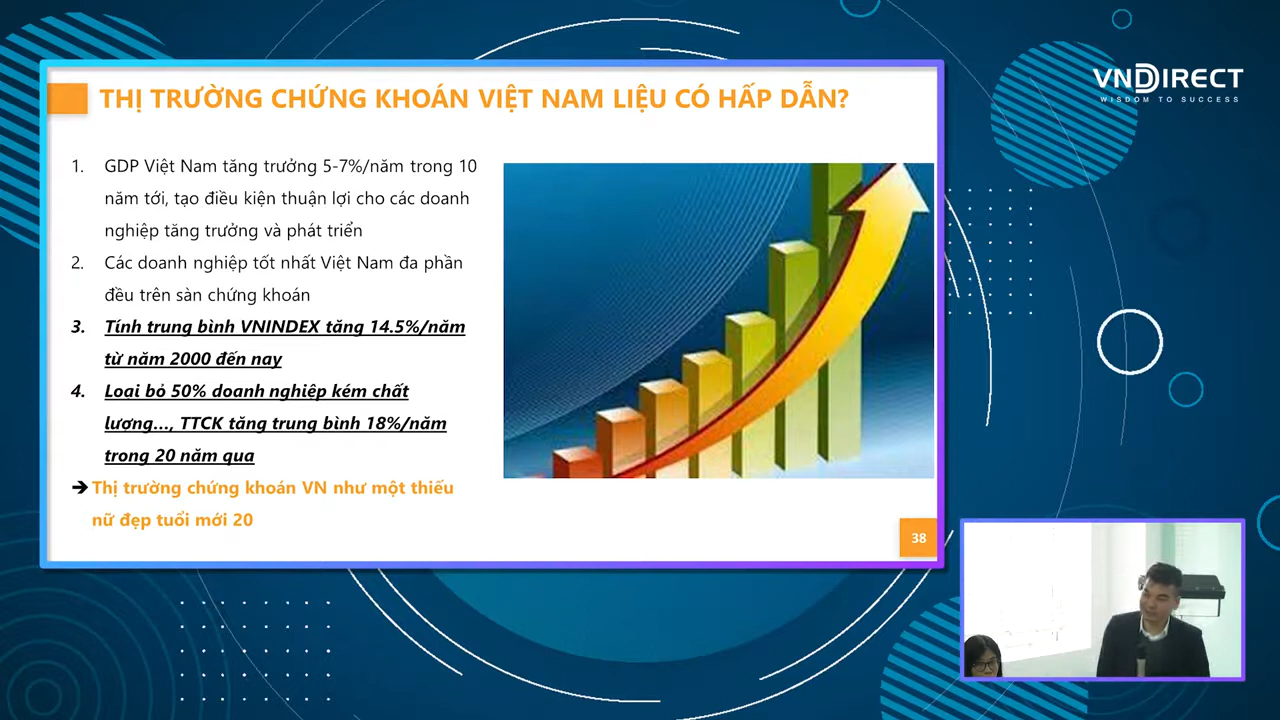 THỊ TRƯỜNG CHỨNG KHOÁN VIỆT NAM LIỆU CÓ HẤP DẪN?
VNDIRECT
WISDOM TO SUCCESS
1. GDP Việt Nam tăng trưởng 5-7%/năm trong 10
năm tới, tạo điều kiện thuận lợi cho các doanh
nghiệp tăng trưởng và phát triển
2. Các doanh nghiệp tốt nhất Việt Nam đa phần
đều trên sàn chứng khoán
3. Tính trung bình VNINDEX tăng 14.5%/năm
từ năm 2000 đến nay
4. Loại bỏ 50% doanh nghiệp kém chất
lượng..., TTCK tăng trung bình 18%/năm
trong 20 năm qua
→ Thị trường chứng khoán VN như một thiếu
nữ đẹp tuổi mới 20
38